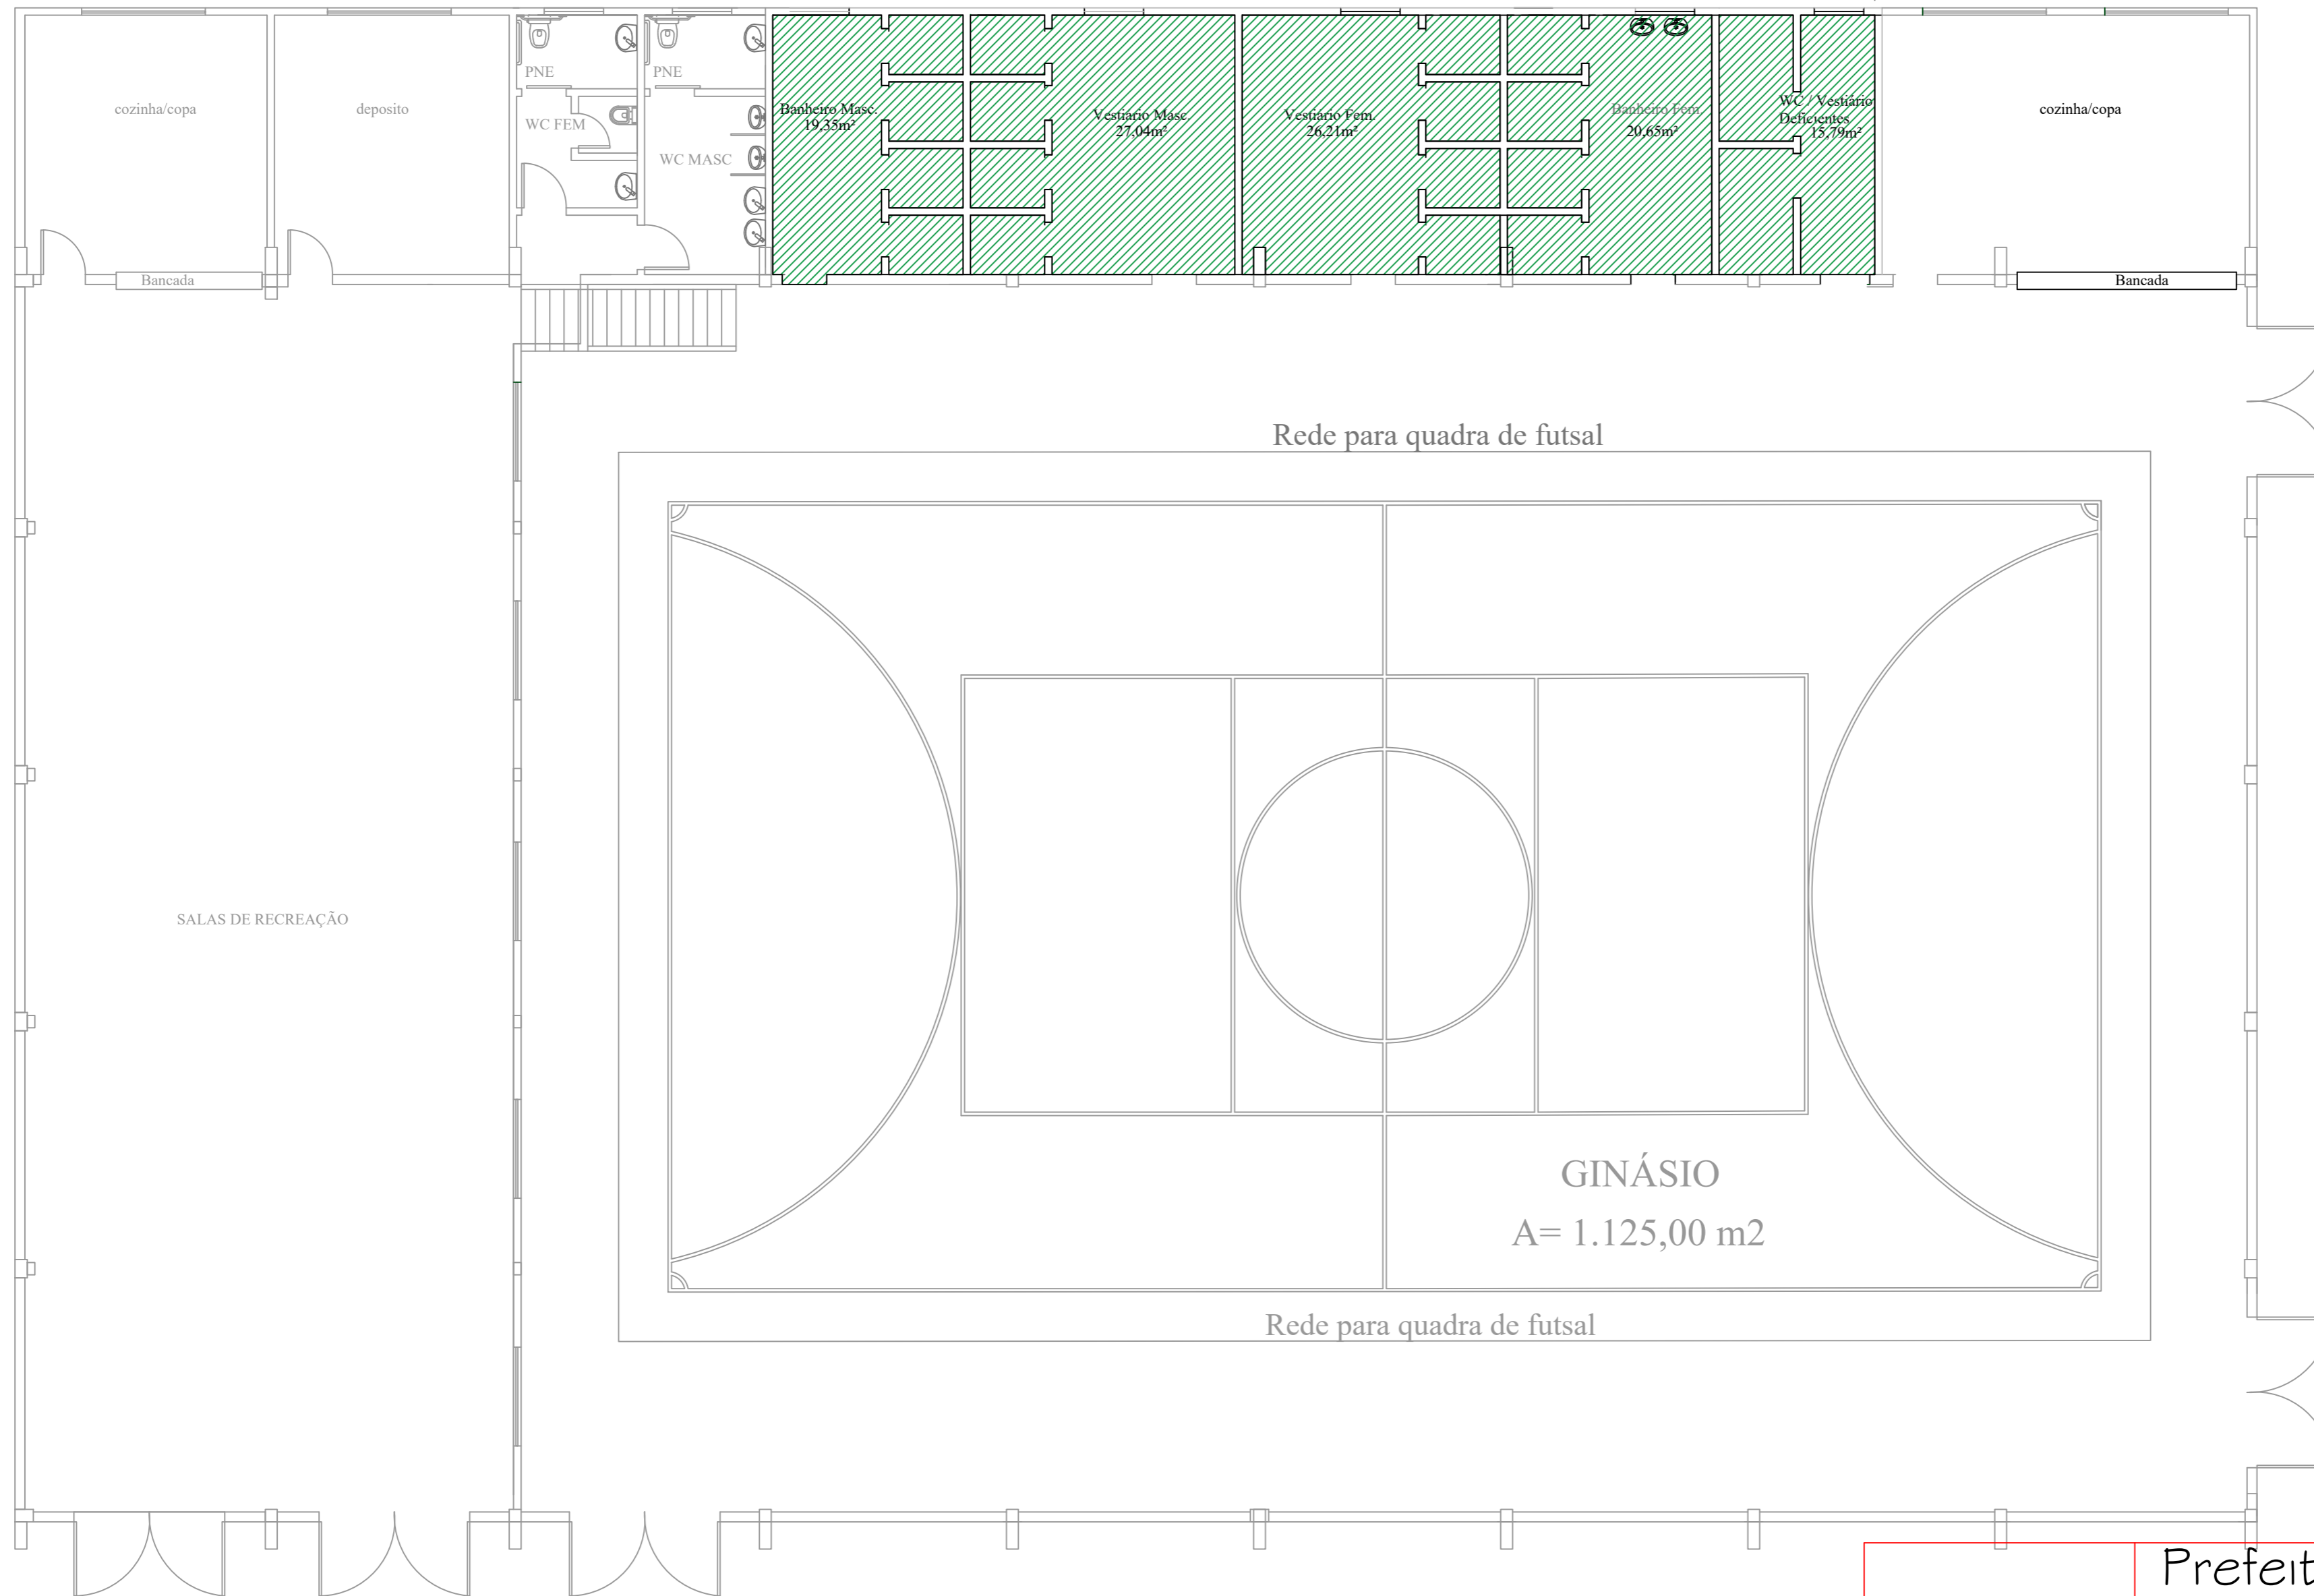 cozinha/copa
deposito
PNE
WC FEM
PNE
WC MASC
Banheiro Masc.
19,35m²
Vestiário Masc.
27,04m²
Vestiário Fem.
26,21m²
Banheiro Fem.
20,65m²
WC / Vestiário
Deficientes
15,79m²
cozinha/copa
Bancada
Bancada
Rede para quadra de futsal
SALAS DE RECREAÇÃO
GINÁSIO
A= 1.125,00 m2
Rede para quadra de futsal
Prefeit